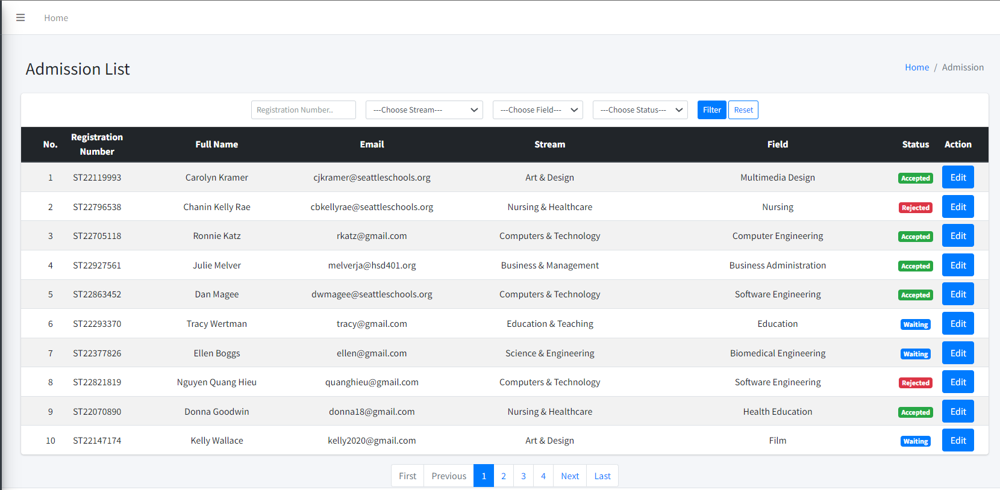 Home
Admission List
Home / Admission
Registration Number.. ---Choose Stream--- ---Choose Field--- ---Choose Status--- Filter Reset
No. Registration Number Full Name Email Stream Field Status Action
1 ST22119993 Carolyn Kramer cjkramer@seattleschools.org Art & Design Multimedia Design Accepted Edit
2 ST22796538 Chanin Kelly Rae cbkellyrae@seattleschools.org Nursing & Healthcare Nursing Rejected Edit
3 ST22705118 Ronnie Katz rkatz@gmail.com Computers & Technology Computer Engineering Accepted Edit
4 ST22927561 Julie Melver melverja@hsd401.org Business & Management Business Administration Accepted Edit
5 ST22863452 Dan Magee dwmagee@seattleschools.org Computers & Technology Software Engineering Accepted Edit
6 ST22293370 Tracy Wertman tracy@gmail.com Education & Teaching Education Waiting Edit
7 ST22377826 Ellen Boggs ellen@gmail.com Science & Engineering Biomedical Engineering Waiting Edit
8 ST22821819 Nguyen Quang Hieu quanghieu@gmail.com Computers & Technology Software Engineering Rejected Edit
9 ST22070890 Donna Goodwin donna18@gmail.com Nursing & Healthcare Health Education Accepted Edit
10 ST22147174 Kelly Wallace kelly2020@gmail.com Art & Design Film Waiting Edit
First Previous 1 2 3 4 Next Last